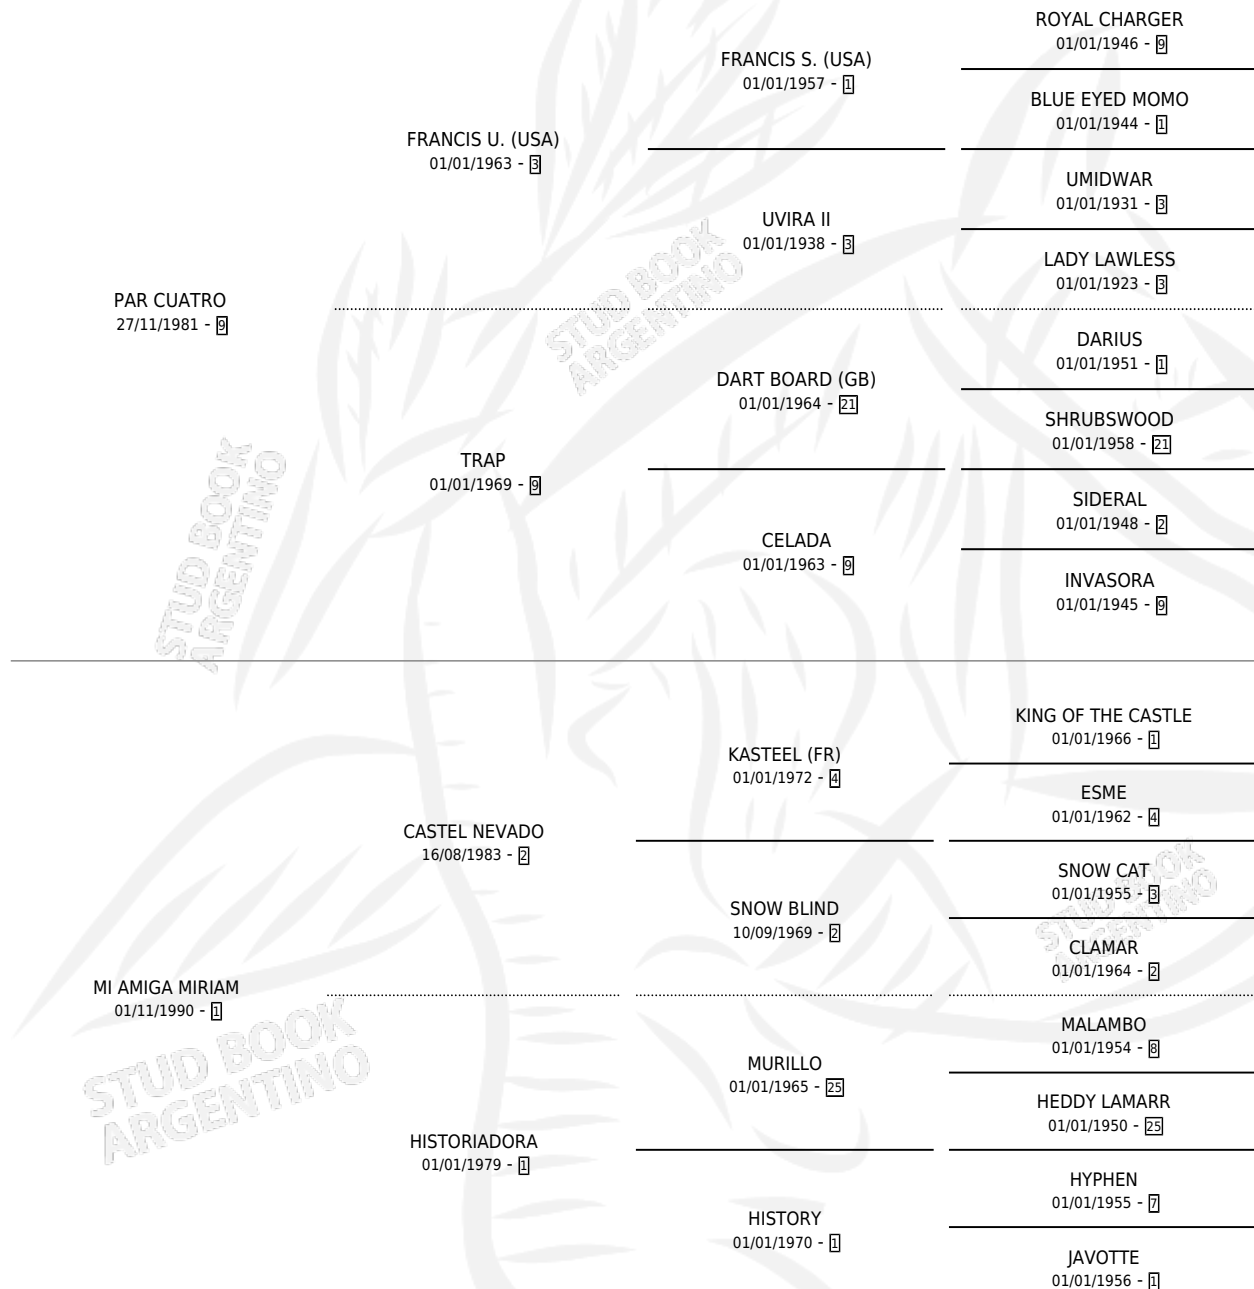 ROYAL CHARGER
01/01/1946 - 9
FRANCIS S. (USA)
01/01/1957 - 1
BLUE EYED MOMO
01/01/1944 - 1
FRANCIS U. (USA)
01/01/1963 - 3
UMIDWAR
01/01/1931 - 3
UVIRA II
01/01/1938 - 3
LADY LAWLESS
01/01/1923 - 3
PAR CUATRO
27/11/1981 - 9
DARIUS
01/01/1951 - 1
DART BOARD (GB)
01/01/1964 - 21
SHRUBSWOOD
01/01/1958 - 21
TRAP
01/01/1969 - 9
SIDERAL
01/01/1948 - 2
CELADA
01/01/1963 - 9
INVASORA
01/01/1945 - 9
KING OF THE CASTLE
01/01/1966 - 1
KASTEEL (FR)
01/01/1972 - 4
ESME
01/01/1962 - 4
CASTEL NEVADO
16/08/1983 - 2
SNOW CAT
01/01/1955 - 3
SNOW BLIND
10/09/1969 - 2
CLAMAR
01/01/1964 - 2
MI AMIGA MIRIAM
01/11/1990 - 1
MALAMBO
01/01/1954 - 8
MURILLO
01/01/1965 - 25
HEDDY LAMARR
01/01/1950 - 25
HISTORIADORA
01/01/1979 - 1
HYPHEN
01/01/1955 - 7
HISTORY
01/01/1970 - 1
JAVOTTE
01/01/1956 - 1
STUD BOOK
ARGENTINO
STUD BOOK
ARGENTINO
STUD BOOK
ARGENTINO
STUD BOOK
ARGENTINO